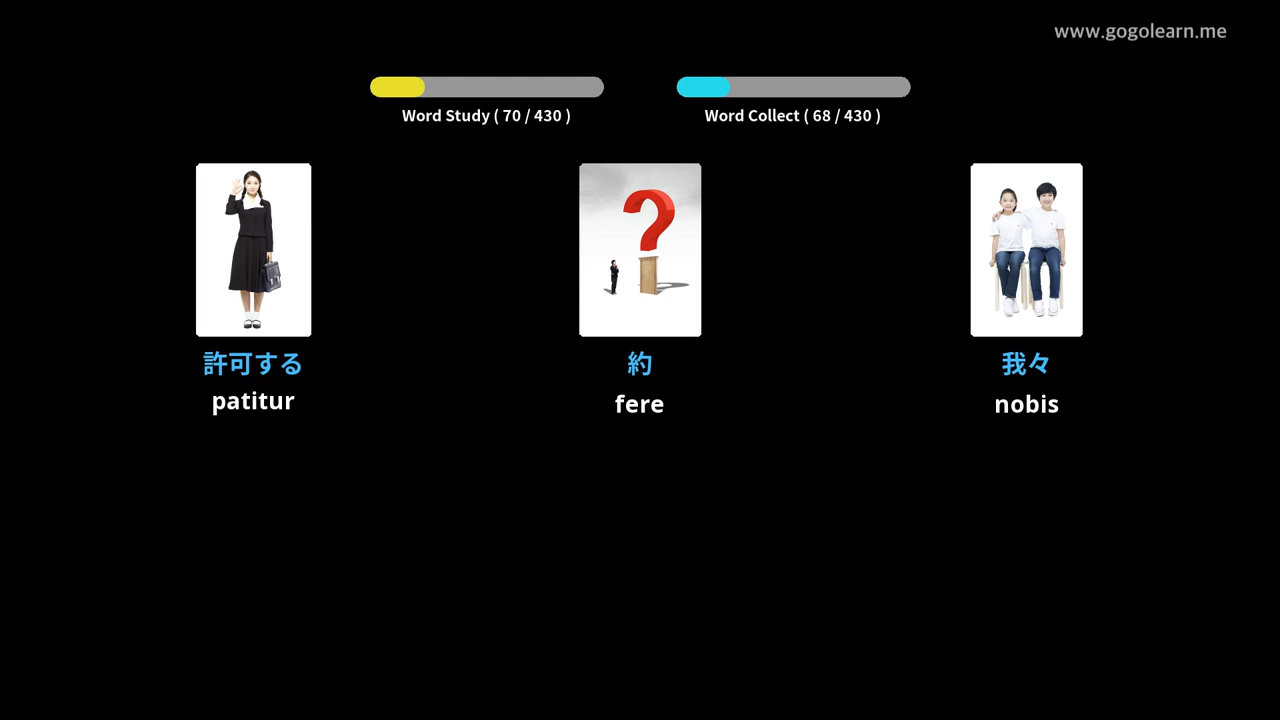 www.gogolearn.me
Word Study ( 70 / 430 )
Word Collect ( 68 / 430 )
許可する
約
我々
patitur
fere
nobis